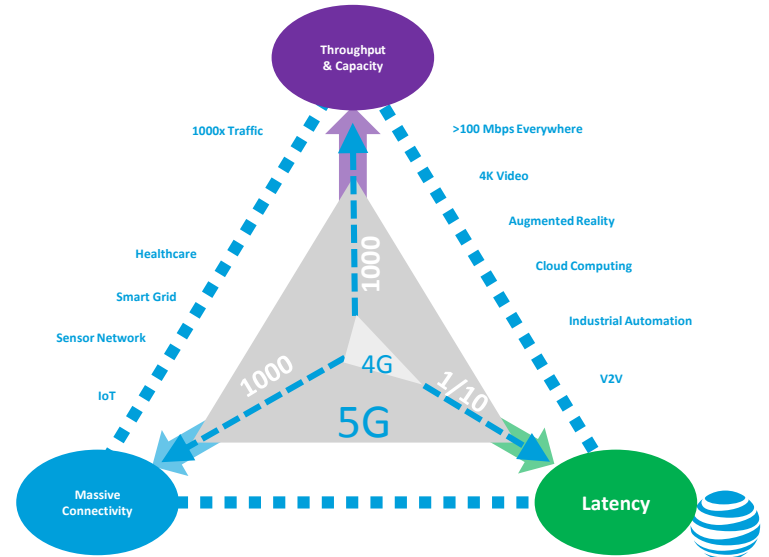 Throughput
& Capacity
1000x Traffic
>100 Mbps Everywhere
4K Video
Augmented Reality
1000
Healthcare
Cloud Computing
Smart Grid
Industrial Automation
Sensor Network
4G
1000
1/10
V2V
IoT
5G
Massive
Connectivity
Latency